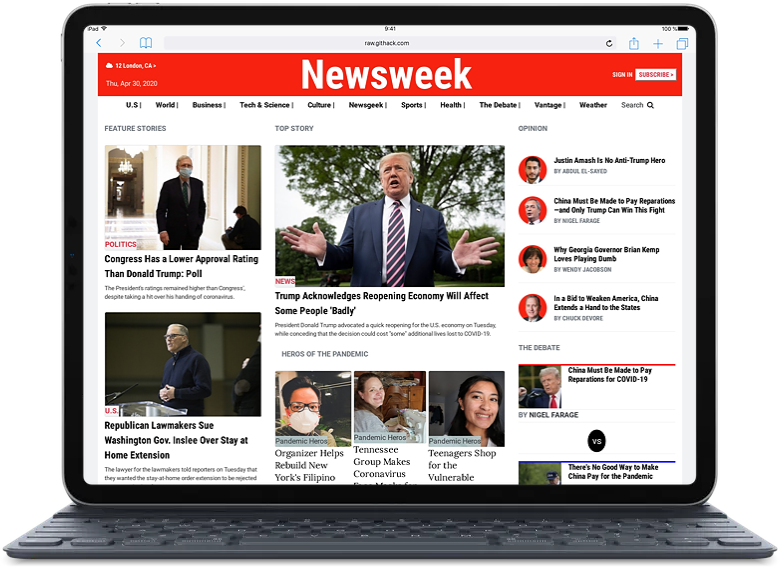 iPad
9:41
100 %
raw.githack.com
12 London, CA >
Thu, Apr 30, 2020
Newsweek
SIGN IN
SUBSCRIBE >
U.S |
World |
Business |
Tech & Science |
Culture |
Newsgeek |
Sports |
Health |
The Debate |
Vantage |
Weather
Search
FEATURE STORIES
POLITICS
Congress Has a Lower Approval Rating
Than Donald Trump: Poll
The President's ratings remained higher than Congress',
despite taking a hit over his handling of coronavirus.
U.S.
Republican Lawmakers Sue
Washington Gov. Inslee Over Stay at
Home Extension
The lawyer for the lawmakers told reporters on Tuesday that
they wanted the stay-at-home order extension to be rejected
TOP STORY
NEWS
Trump Acknowledges Reopening Economy Will Affect
Some People 'Badly'
President Donald Trump advocated a quick reopening for the U.S. economy on Tuesday,
while conceding that the decision could cost "some" additional lives lost to COVID-19.
HEROS OF THE PANDEMIC
Pandemic Heros
Organizer Helps
Rebuild New
York's Filipino
Pandemic Heros
Tennessee
Group Makes
Coronavirus
Face Masks for
Pandemic Heros
Teenagers Shop
for the
Vulnerable
OPINION
Justin Amash Is No Anti-Trump Hero
BY ABDUL EL-SAYED
China Must Be Made to Pay Reparations
—and Only Trump Can Win This Fight
BY NIGEL FARAGE
Why Georgia Governor Brian Kemp
Loves Playing Dumb
BY WENDY JACOBSON
In a Bid to Weaken America, China
Extends a Hand to the States
BY CHUCK DEVORE
THE DEBATE
China Must Be Made to Pay
Reparations for COVID-19
BY NIGEL FARAGE
VS
There's No Good Way to Make
China Pay for the Pandemic